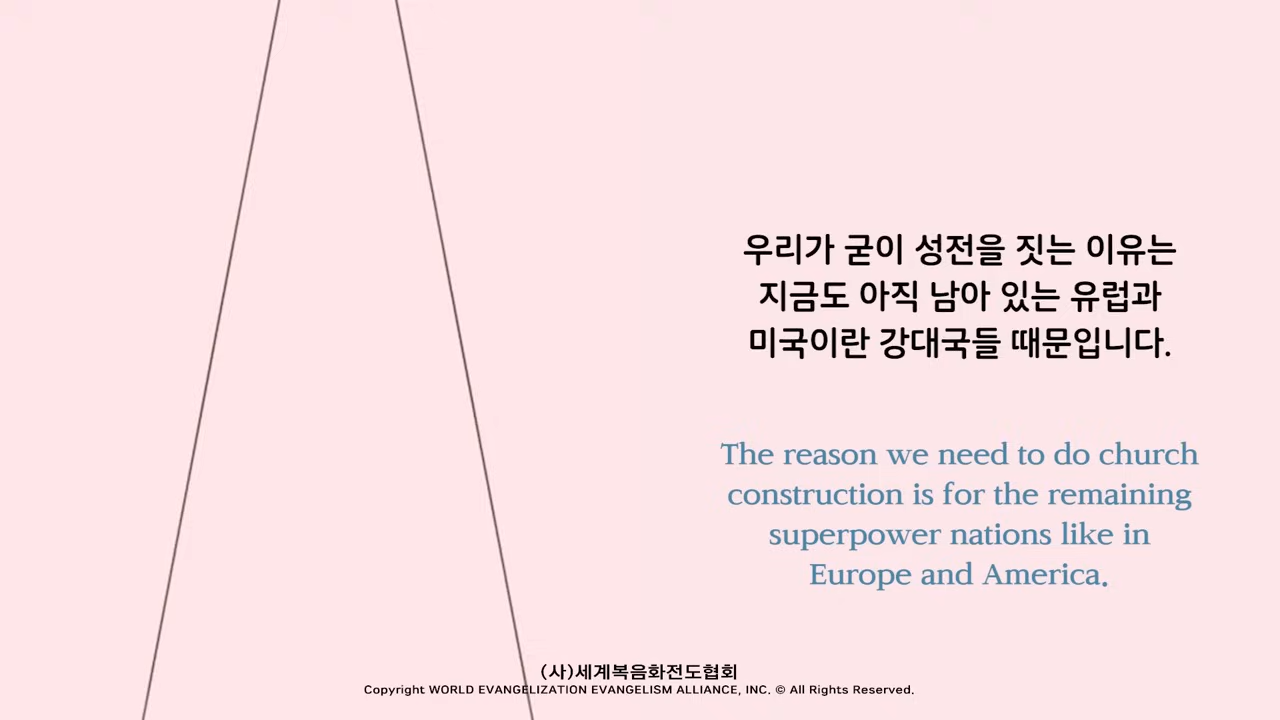 우리가 굳이 성전을 짓는 이유는
지금도 아직 남아 있는 유럽과
미국이란 강대국들 때문입니다.
The reason we need to do church
construction is for the remaining
superpower nations like in
Europe and America.
(사)세계복음화전도협회
Copyright WORLD EVANGELIZATION EVANGELISM ALLIANCE, INC. © All Rights Reserved.